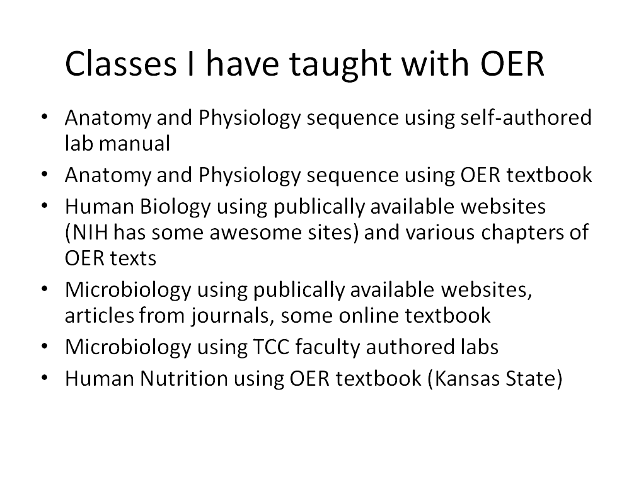 Classes I have taught with OER
• Anatomy and Physiology sequence using self-authored
lab manual
• Anatomy and Physiology sequence using OER textbook
• Human Biology using publically available websites
(NIH has some awesome sites) and various chapters of
OER texts
• Microbiology using publically available websites,
articles from journals, some online textbook
• Microbiology using TCC faculty authored labs
• Human Nutrition using OER textbook (Kansas State)